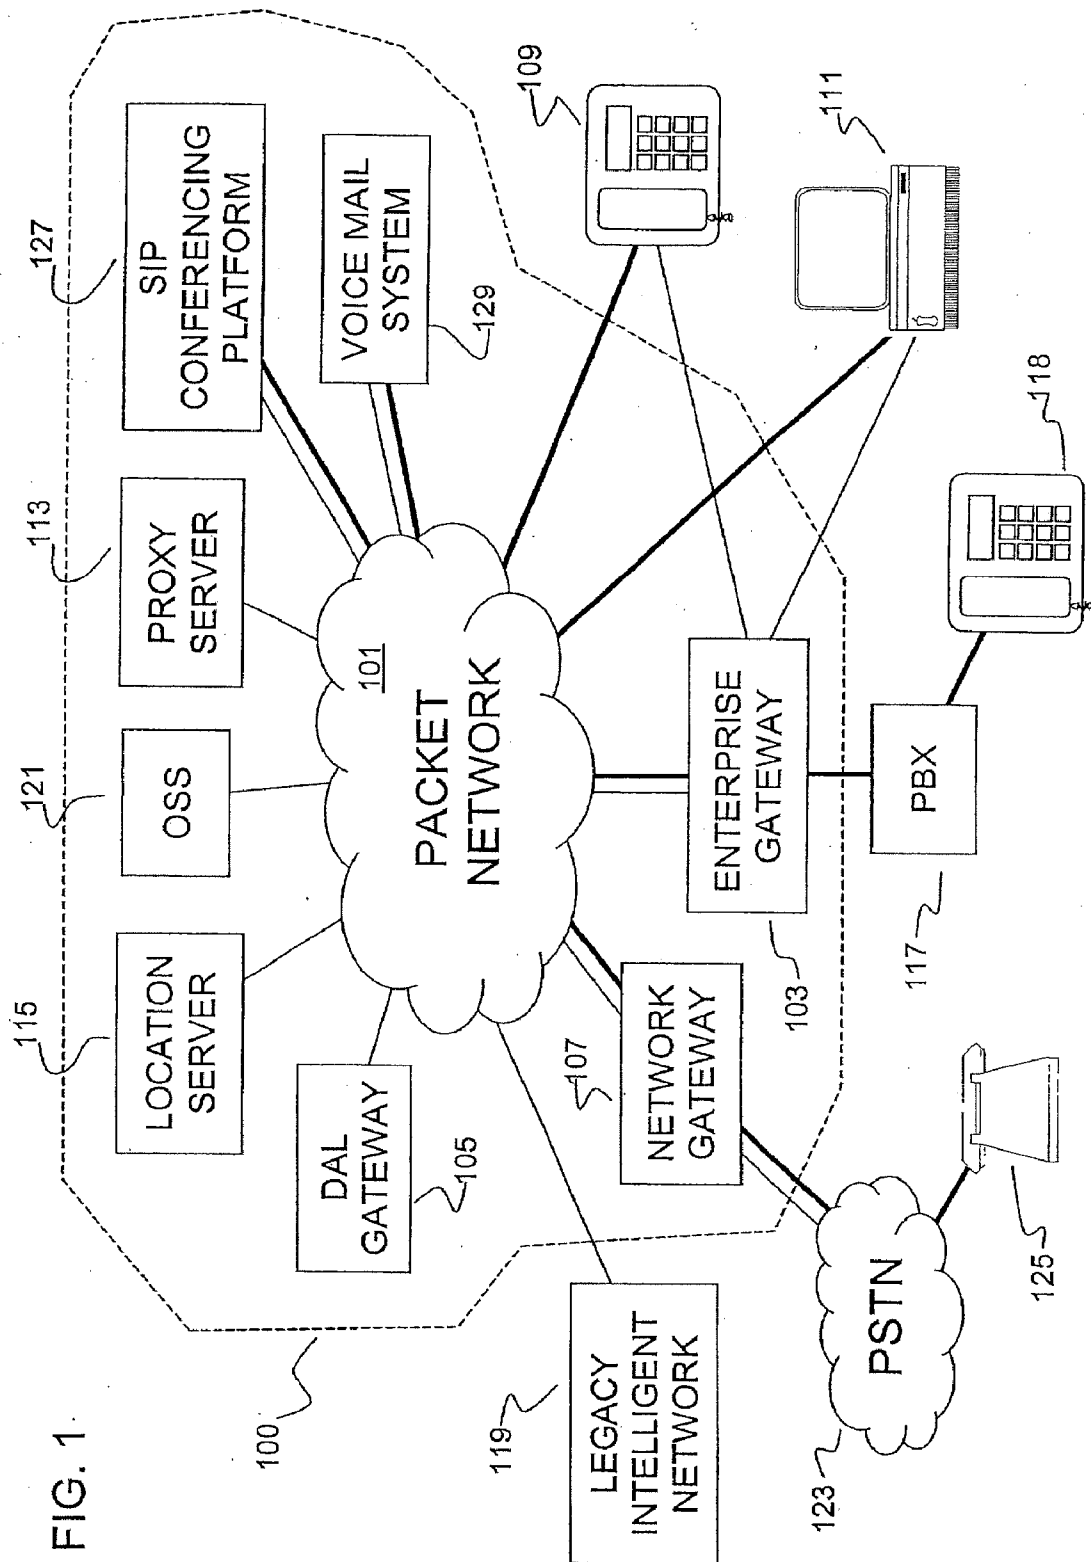 FIG. 1
100
115
LOCATION
SERVER
121
OSS
113
PROXY
SERVER
127
SIP
CONFERENCING
PLATFORM
DAL
GATEWAY
105
101
PACKET
NETWORK
VOICE MAIL
SYSTEM
129
109
119
LEGACY
INTELLIGENT
NETWORK
107
NETWORK
GATEWAY
ENTERPRISE
GATEWAY
103
111
123
PSTN
125
117
PBX
118